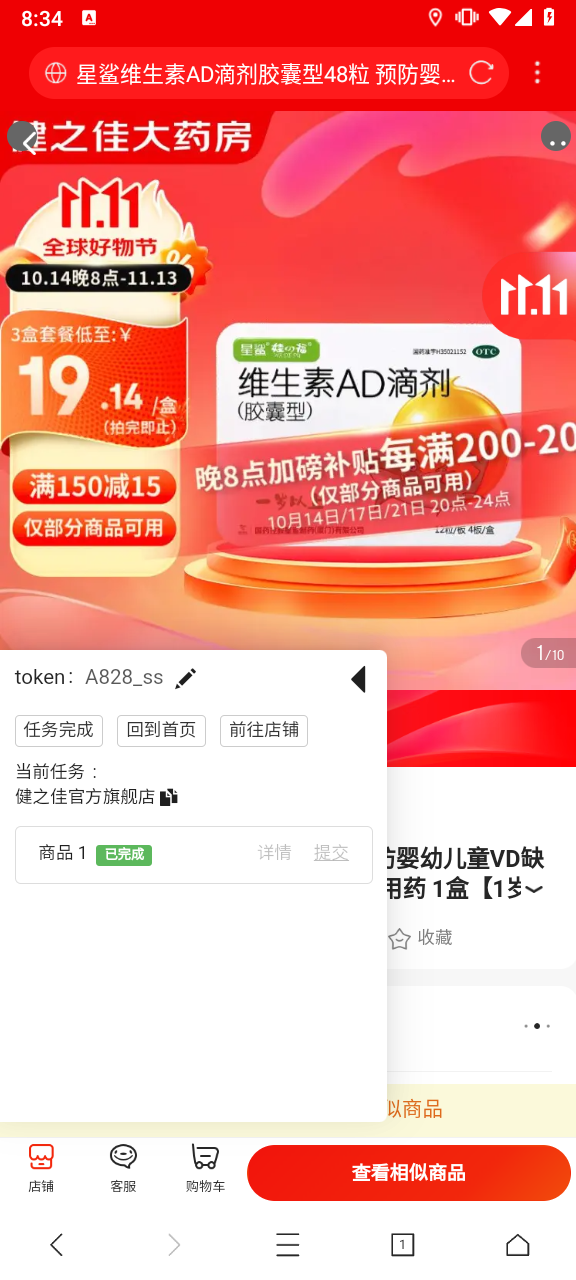 8:34
星鲨维生素AD滴剂胶囊型48粒 预防婴...
健之佳大药房
11.11
全球好物节
10.14晚8点-11.13
%
11.11
3盒套餐低至:¥
19.14/盒
(拍完即止)
星鲨
国药准字H35021152 OTC
维生素AD滴剂
(胶囊型)
满150减15
仅部分商品可用
晚8点加磅补贴每满200-20
(仅部分商品可用)
10月14日/17日/21日 20点-24点
一岁以上
12粒/板 4板/盒
1/10
token: A828_ss
任务完成 回到首页 前往店铺
当前任务 :
健之佳官方旗舰店
商品 1 已完成 详情 提交
防婴幼儿童VD缺
用药 1盒【1岁
收藏
似商品
店铺 客服 购物车 查看相似商品
1